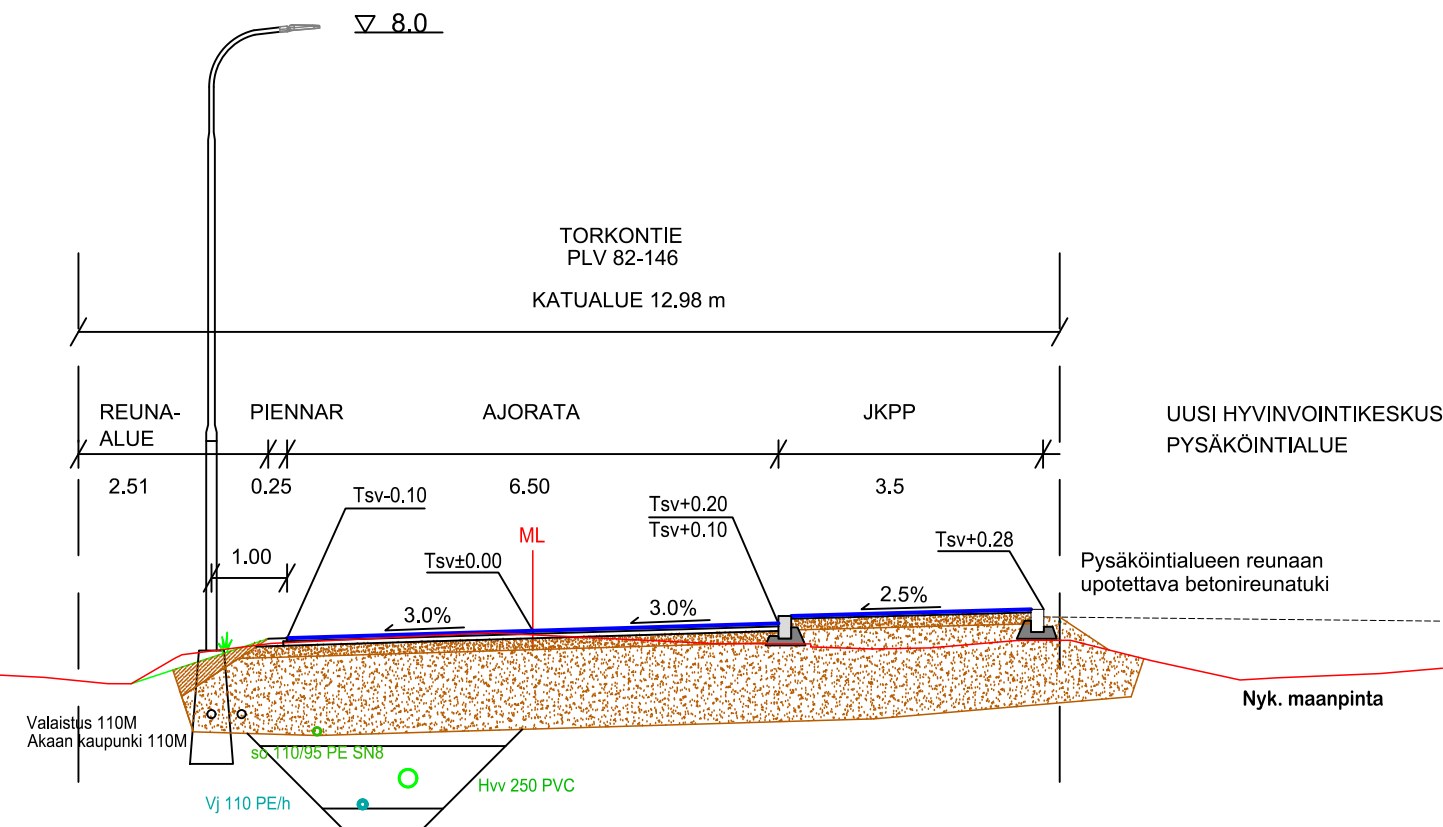 8.0
TORKONTIE
PLV 82-146
KATUALUE 12.98 m
REUNA-
ALUE
PIENNAR
AJORATA
JKPP
UUSI HYVINVOINTIKESKUS
PYSÄKÖINTIALUE
2.51
0.25
6.50
3.5
Tsv-0.10
Tsv+0.20
Tsv+0.10
ML
Tsv+0.28
1.00
Tsv±0.00
Pysäköintialueen reunaan
upotettava betonireunatuki
3.0%
3.0%
2.5%
Nyk. maanpinta
Valaistus 110M
Akaan kaupunki 110M
so 110/95 PE SN8
Hvv 250 PVC
Vj 110 PE/h